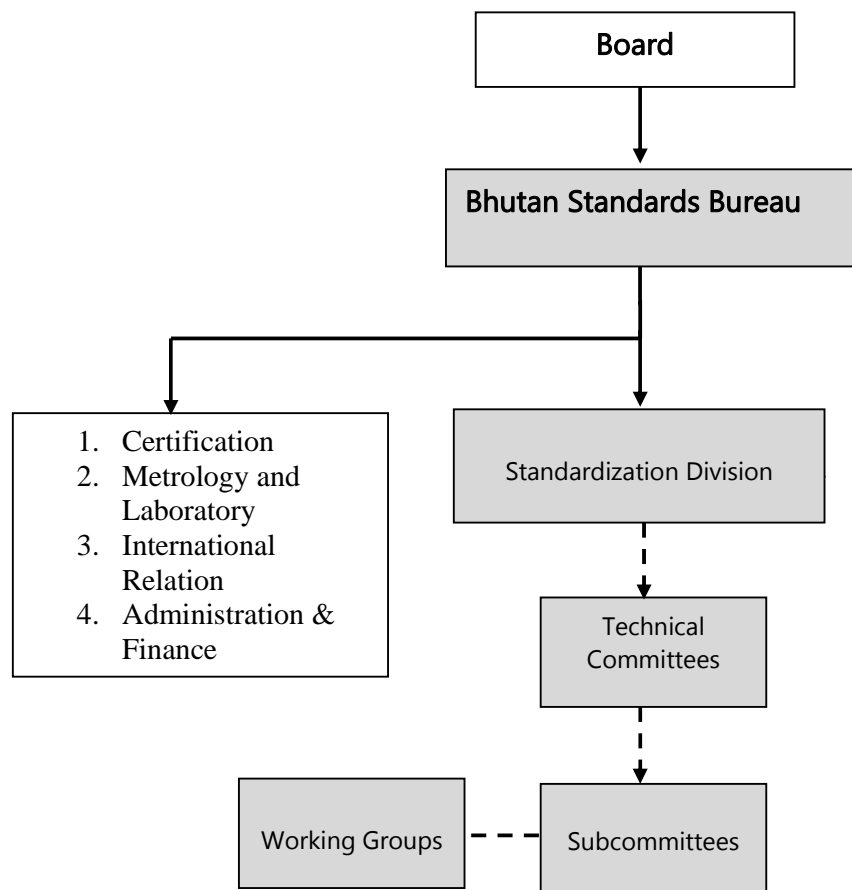 Board
Bhutan Standards Bureau
1. Certification
2. Metrology and
Laboratory
3. International
Relation
4. Administration &
Finance
Standardization Division
Technical
Committees
Working Groups
Subcommittees